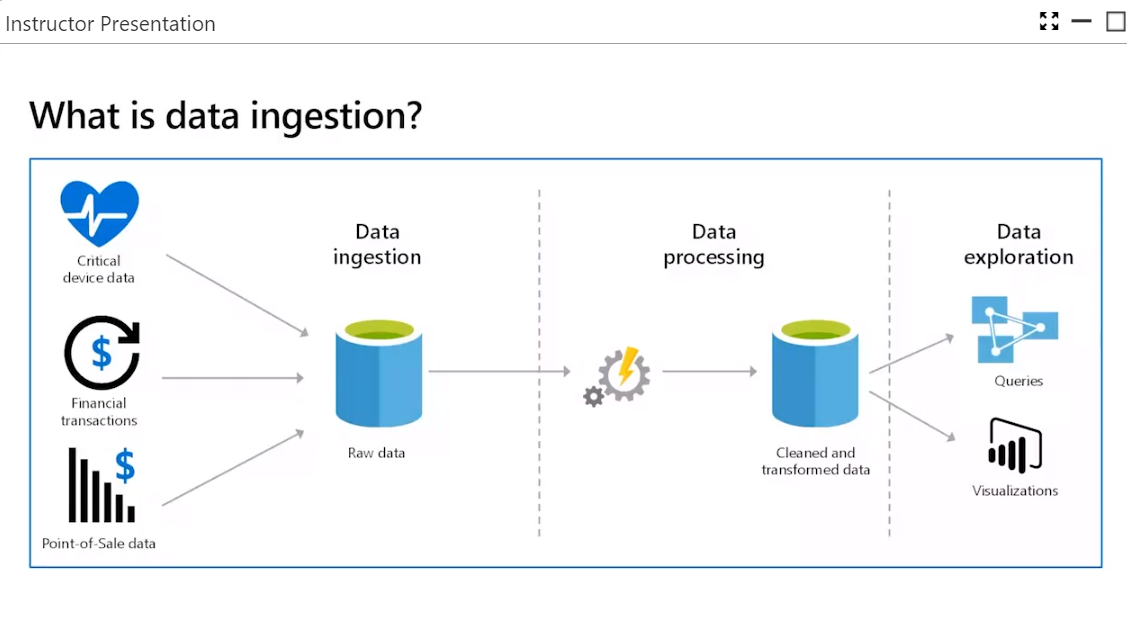 Instructor Presentation
What is data ingestion?
Critical
device data
$
Financial
transactions
$
Point-of-Sale data
Data
ingestion
Raw data
Data
processing
Cleaned and
transformed data
Data
exploration
Queries
Visualizations